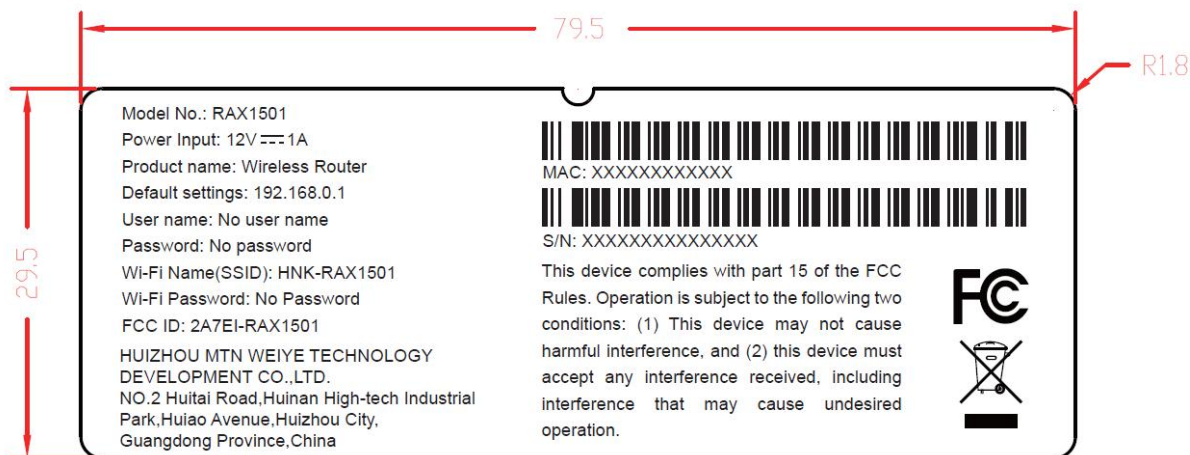 79.5
R1.8
29.5
Model No.: RAX1501
Power Input: 12V⎓1A
Product name: Wireless Router
Default settings: 192.168.0.1
User name: No user name
Password: No password
Wi-Fi Name(SSID): HNK-RAX1501
Wi-Fi Password: No Password
FCC ID: 2A7EI-RAX1501
HUIZHOU MTN WEIYE TECHNOLOGY
DEVELOPMENT CO.,LTD.
NO.2 Huitai Road,Huinan High-tech Industrial
Park,Huiao Avenue,Huizhou City,
Guangdong Province,China
MAC: XXXXXXXXXXXX
S/N: XXXXXXXXXXXXXXX
This device complies with part 15 of the FCC
Rules. Operation is subject to the following two
conditions: (1) This device may not cause
harmful interference, and (2) this device must
accept any interference received, including
interference that may cause undesired
operation.
FC